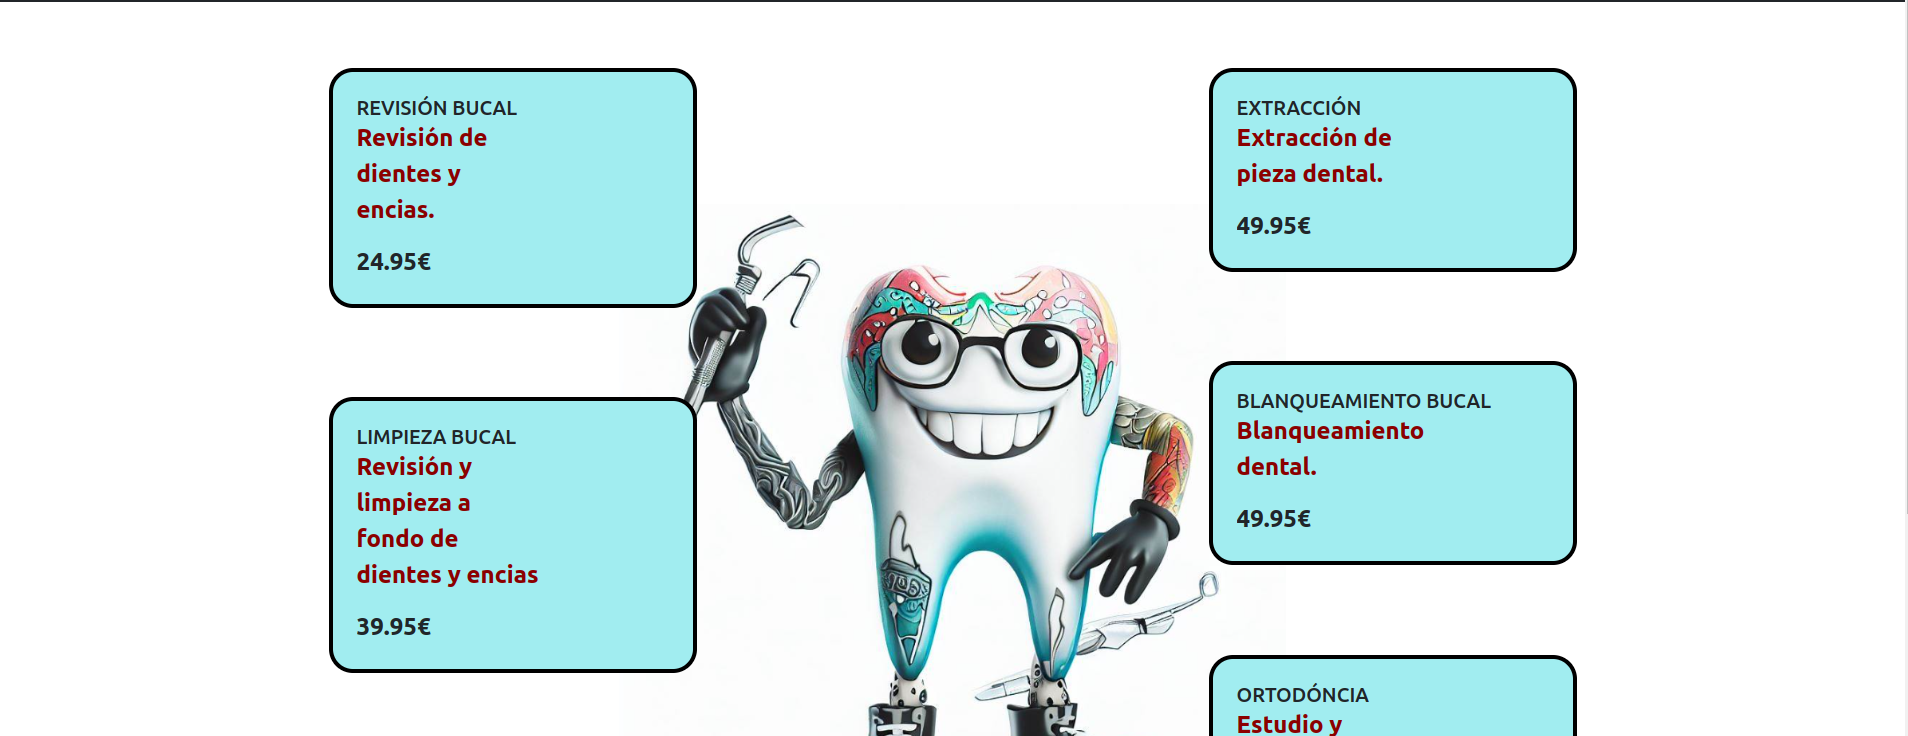 REVISIÓN BUCAL
Revisión de
dientes y
encias.
24.95€
LIMPIEZA BUCAL
Revisión y
limpieza a
fondo de
dientes y encias
39.95€
EXTRACCIÓN
Extracción de
pieza dental.
49.95€
BLANQUEAMIENTO BUCAL
Blanqueamiento
dental.
49.95€
ORTODÓNCIA
Estudio y